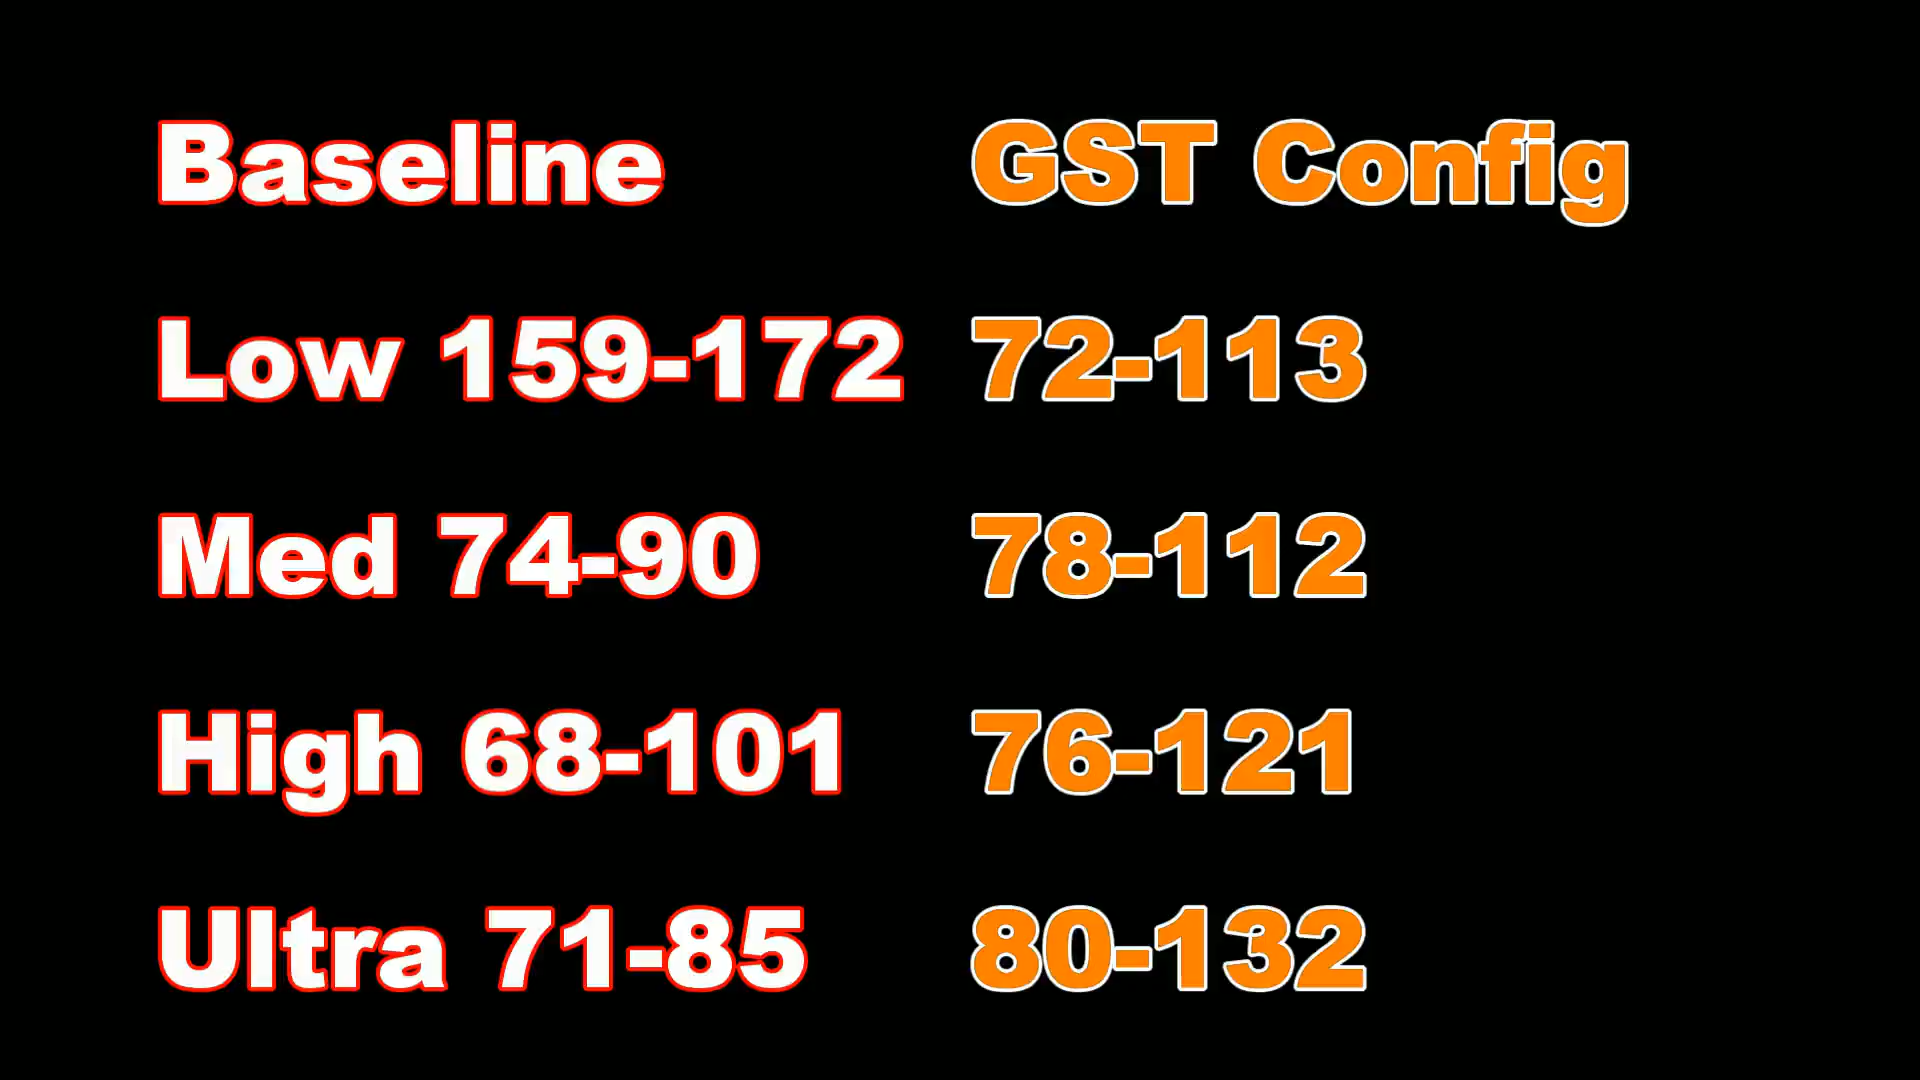 Baseline GST Config
Low 159-172 72-113
Med 74-90 78-112
High 68-101 76-121
Ultra 71-85 80-132